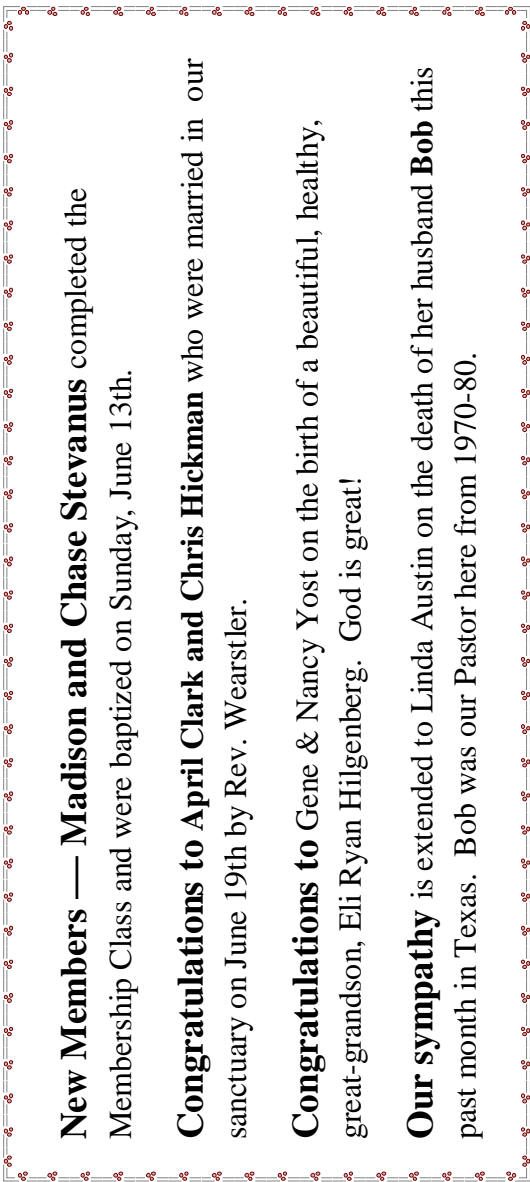 New Members — Madison and Chase Stevanus completed the
Membership Class and were baptized on Sunday, June 13th.
Congratulations to April Clark and Chris Hickman who were married in our
sanctuary on June 19th by Rev. Wearstler.
Congratulations to Gene & Nancy Yost on the birth of a beautiful, healthy,
great-grandson, Eli Ryan Hilgenberg. God is great!
Our sympathy is extended to Linda Austin on the death of her husband Bob this
past month in Texas. Bob was our Pastor here from 1970-80.